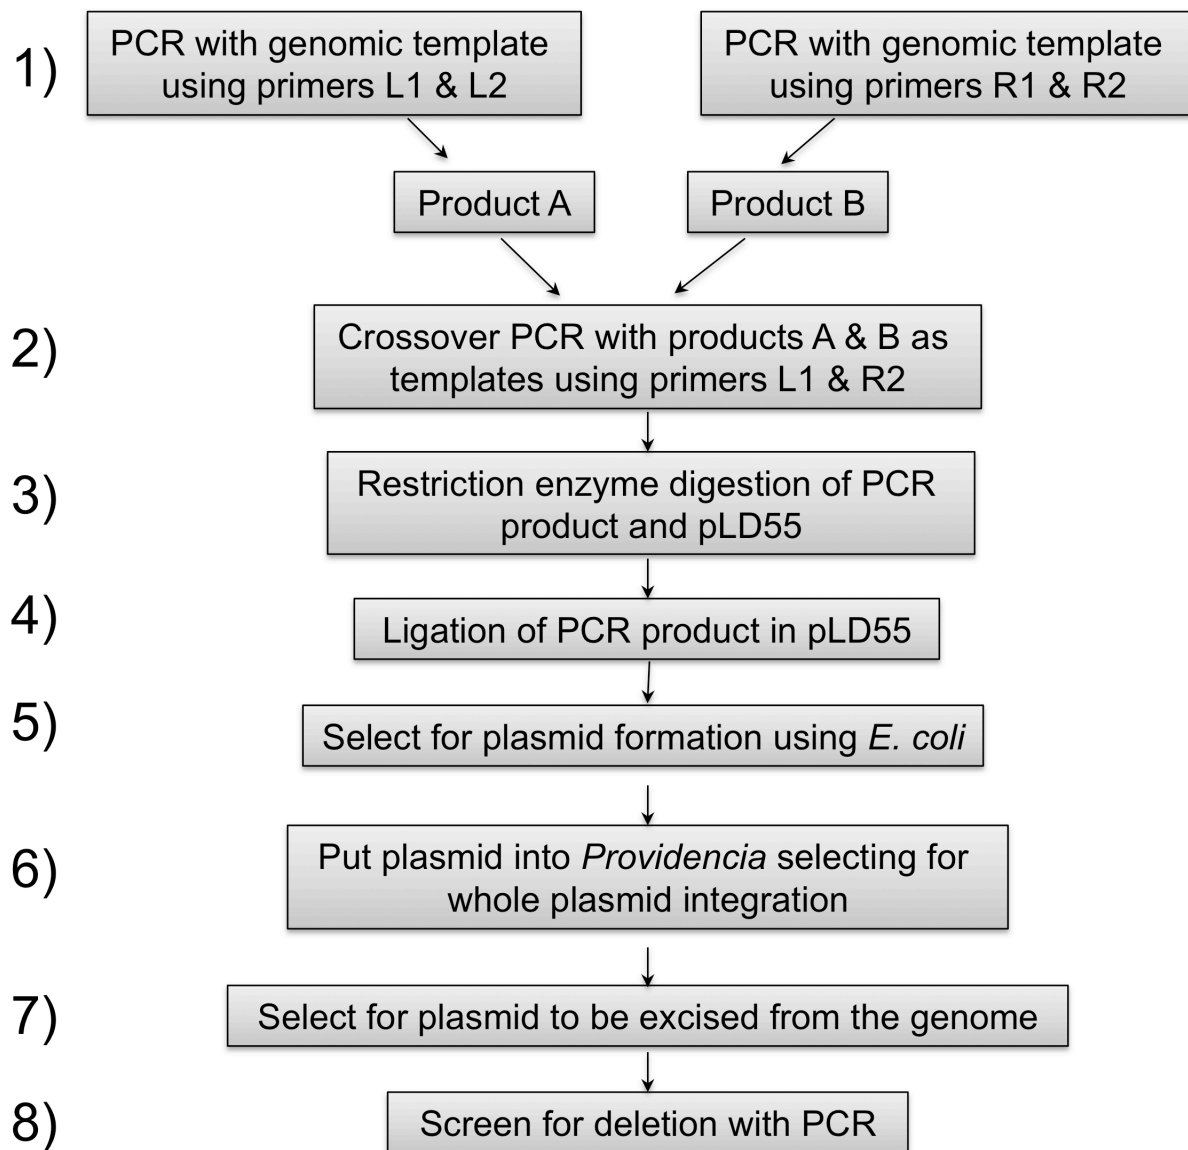 1)
PCR with genomic template
using primers L1 & L2
PCR with genomic template
using primers R1 & R2
Product A
Product B
2)
Crossover PCR with products A & B as
templates using primers L1 & R2
3)
Restriction enzyme digestion of PCR
product and pLD55
4)
Ligation of PCR product in pLD55
5)
Select for plasmid formation using E. coli
6)
Put plasmid into Providencia selecting for
whole plasmid integration
7)
Select for plasmid to be excised from the genome
8)
Screen for deletion with PCR